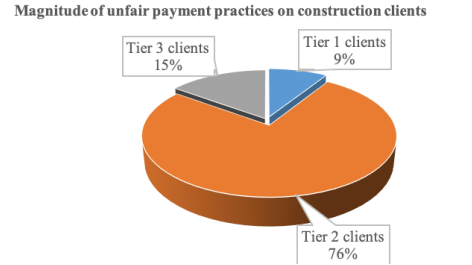 Magnitude of unfair payment practices on construction clients
Tier 3 clients
15%
Tier 1 clients
9%
Tier 2 clients
76%